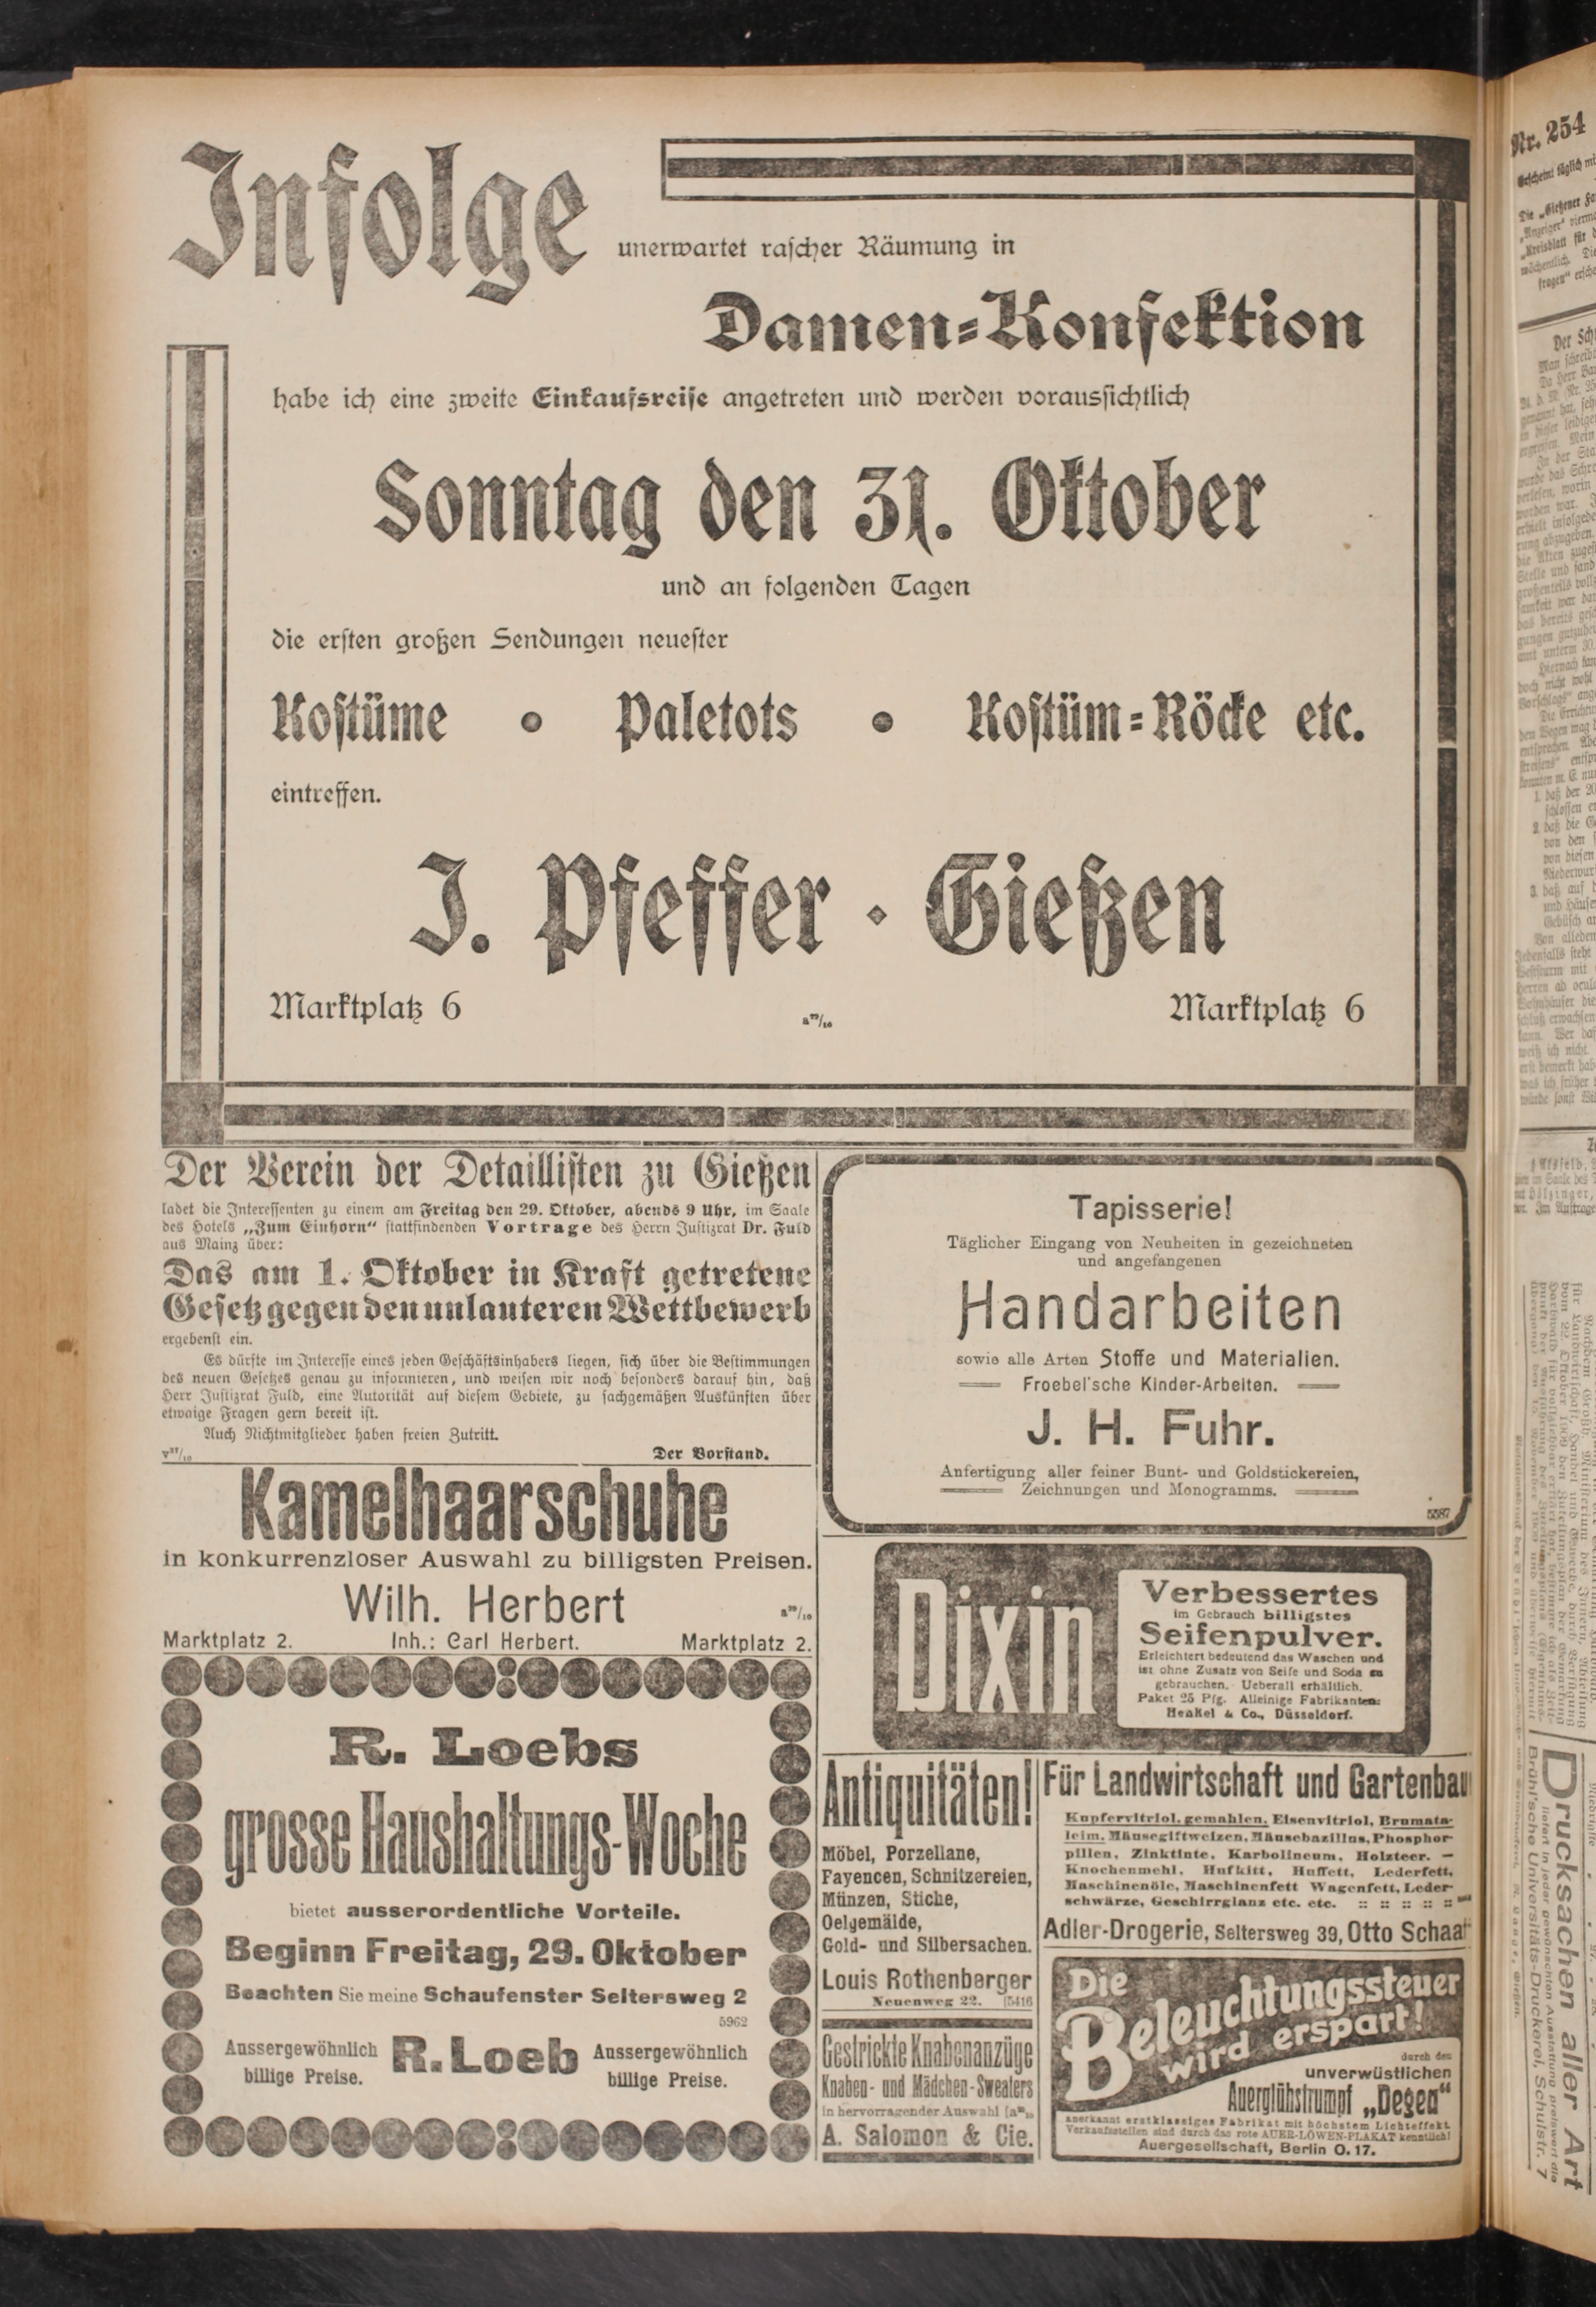 Infolge
unerwartet rascher Räumung in
Damen-Konfektion
habe ich eine zweite Einkaufsreise angetreten und werden voraussichtlich
Sonntag den 31. Oktober
und an folgenden Tagen
die ersten großen Sendungen neuester
Kostüme • Paletots • Kostüm-Röcke etc.
eintreffen.
J. Pfeffer · Gießen
Marktplatz 6 a29/10 Marktplatz 6
Der Verein der Detaillisten zu Gießen
ladet die Interessenten zu einem am Freitag den 29. Oktober, abends 9 Uhr, im Saale
des Hotels „Zum Einhorn“ stattfindenden Vortrage des Herrn Justizrat Dr. Fuld
aus Mainz über:
Das am 1. Oktober in Kraft getretene
Gesetz gegen den unlauteren Wettbewerb
ergebenst ein.
Es dürfte im Interesse eines jeden Geschäftsinhabers liegen, sich über die Bestimmungen
des neuen Gesetzes genau zu informieren, und weisen wir noch besonders darauf hin, daß
Herr Justizrat Fuld, eine Autorität auf diesem Gebiete, zu sachgemäßen Auskünften über
etwaige Fragen gern bereit ist.
Auch Nichtmitglieder haben freien Zutritt.
v27/10 Der Vorstand.
Kamelhaarschuhe
in konkurrenzloser Auswahl zu billigsten Preisen.
Wilh. Herbert
Marktplatz 2. Inh.: Carl Herbert. Marktplatz 2.
R. Loebs
grosse Haushaltungs-Woche
bietet ausserordentliche Vorteile.
Beginn Freitag, 29. Oktober
Beachten Sie meine Schaufenster Seltersweg 2
5962
Aussergewöhnlich R. Loeb Aussergewöhnlich
billige Preise. billige Preise.
Tapisserie!
Täglicher Eingang von Neuheiten in gezeichneten
und angefangenen
Handarbeiten
sowie alle Arten Stoffe und Materialien.
Froebel'sche Kinder-Arbeiten.
J. H. Fuhr.
Anfertigung aller feiner Bunt- und Goldstickereien,
Zeichnungen und Monogramms.
5587
Dixin
Verbessertes
im Gebrauch billigstes
Seifenpulver.
Erleichtert bedeutend das Waschen und
ist ohne Zusatz von Seife und Soda zu
gebrauchen. Ueberall erhältlich.
Paket 25 Pfg. Alleinige Fabrikanten:
Henkel & Co., Düsseldorf.
Antiquitäten!
Möbel, Porzellane,
Fayencen, Schnitzereien,
Münzen, Stiche,
Oelgemälde,
Gold- und Silbersachen.
Louis Rothenberger
Neuenweg 22. [5416
Gestrickte Knabenanzüge
Knaben- und Mädchen-Sweaters
in hervorragender Auswahl
A. Salomon & Cie.
Für Landwirtschaft und Gartenbau
Kupfervitriol, gemahlen, Eisenvitriol, Brumata-
leim, Mäusegiftweizen, Mäusebazillus, Phosphor-
pillen, Zinktinte, Karbolineum, Holzteer. —
Knochenmehl, Hufkitt, Huffett, Lederfett,
Maschinenöle, Maschinenfett Wagenfett, Leder-
schwärze, Geschirrglanz etc. etc. :: :: :: :: ::
Adler-Drogerie, Seltersweg 39, Otto Schaaf
Die
Beleuchtungssteuer
wird erspart!
durch den
unverwüstlichen
Auerglühstrumpf „Degea“
anerkannt erstklassiges Fabrikat mit höchstem Lichteffekt
Verkaufsstellen sind durch das rote AUER-LÖWEN-PLAKAT kenntlich!
Auergesellschaft, Berlin O. 17.
Nr. 254
Drucksachen aller Art
liefert in jeder gewünschten Ausstattung preiswert die
Brühl'sche Universitäts-Druckerei, Schulstr. 7